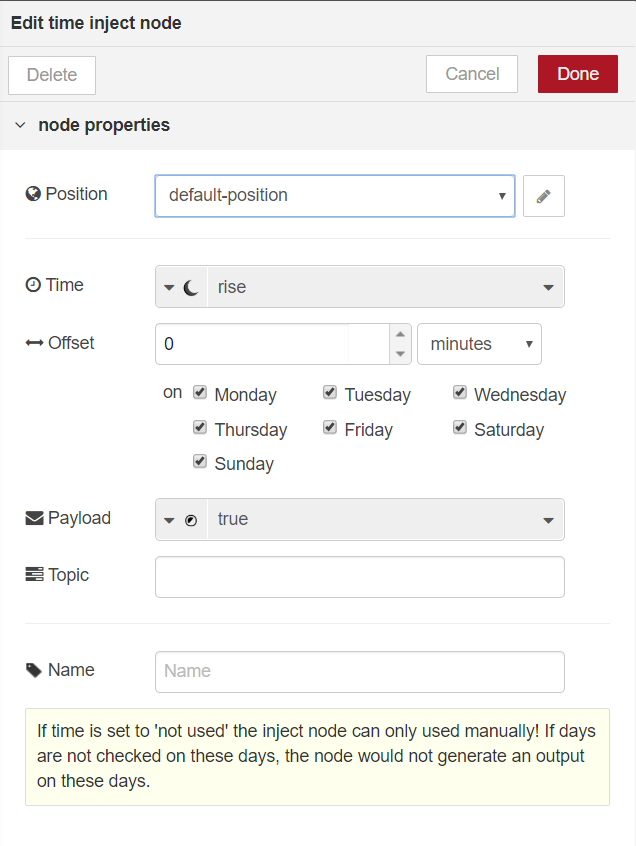 Edit time inject node
Delete Cancel Done
node properties
Position default-position
Time rise
Offset 0 minutes
on Monday Tuesday Wednesday
Thursday Friday Saturday
Sunday
Payload true
Topic
Name Name
If time is set to 'not used' the inject node can only used manually! If days
are not checked on these days, the node would not generate an output
on these days.